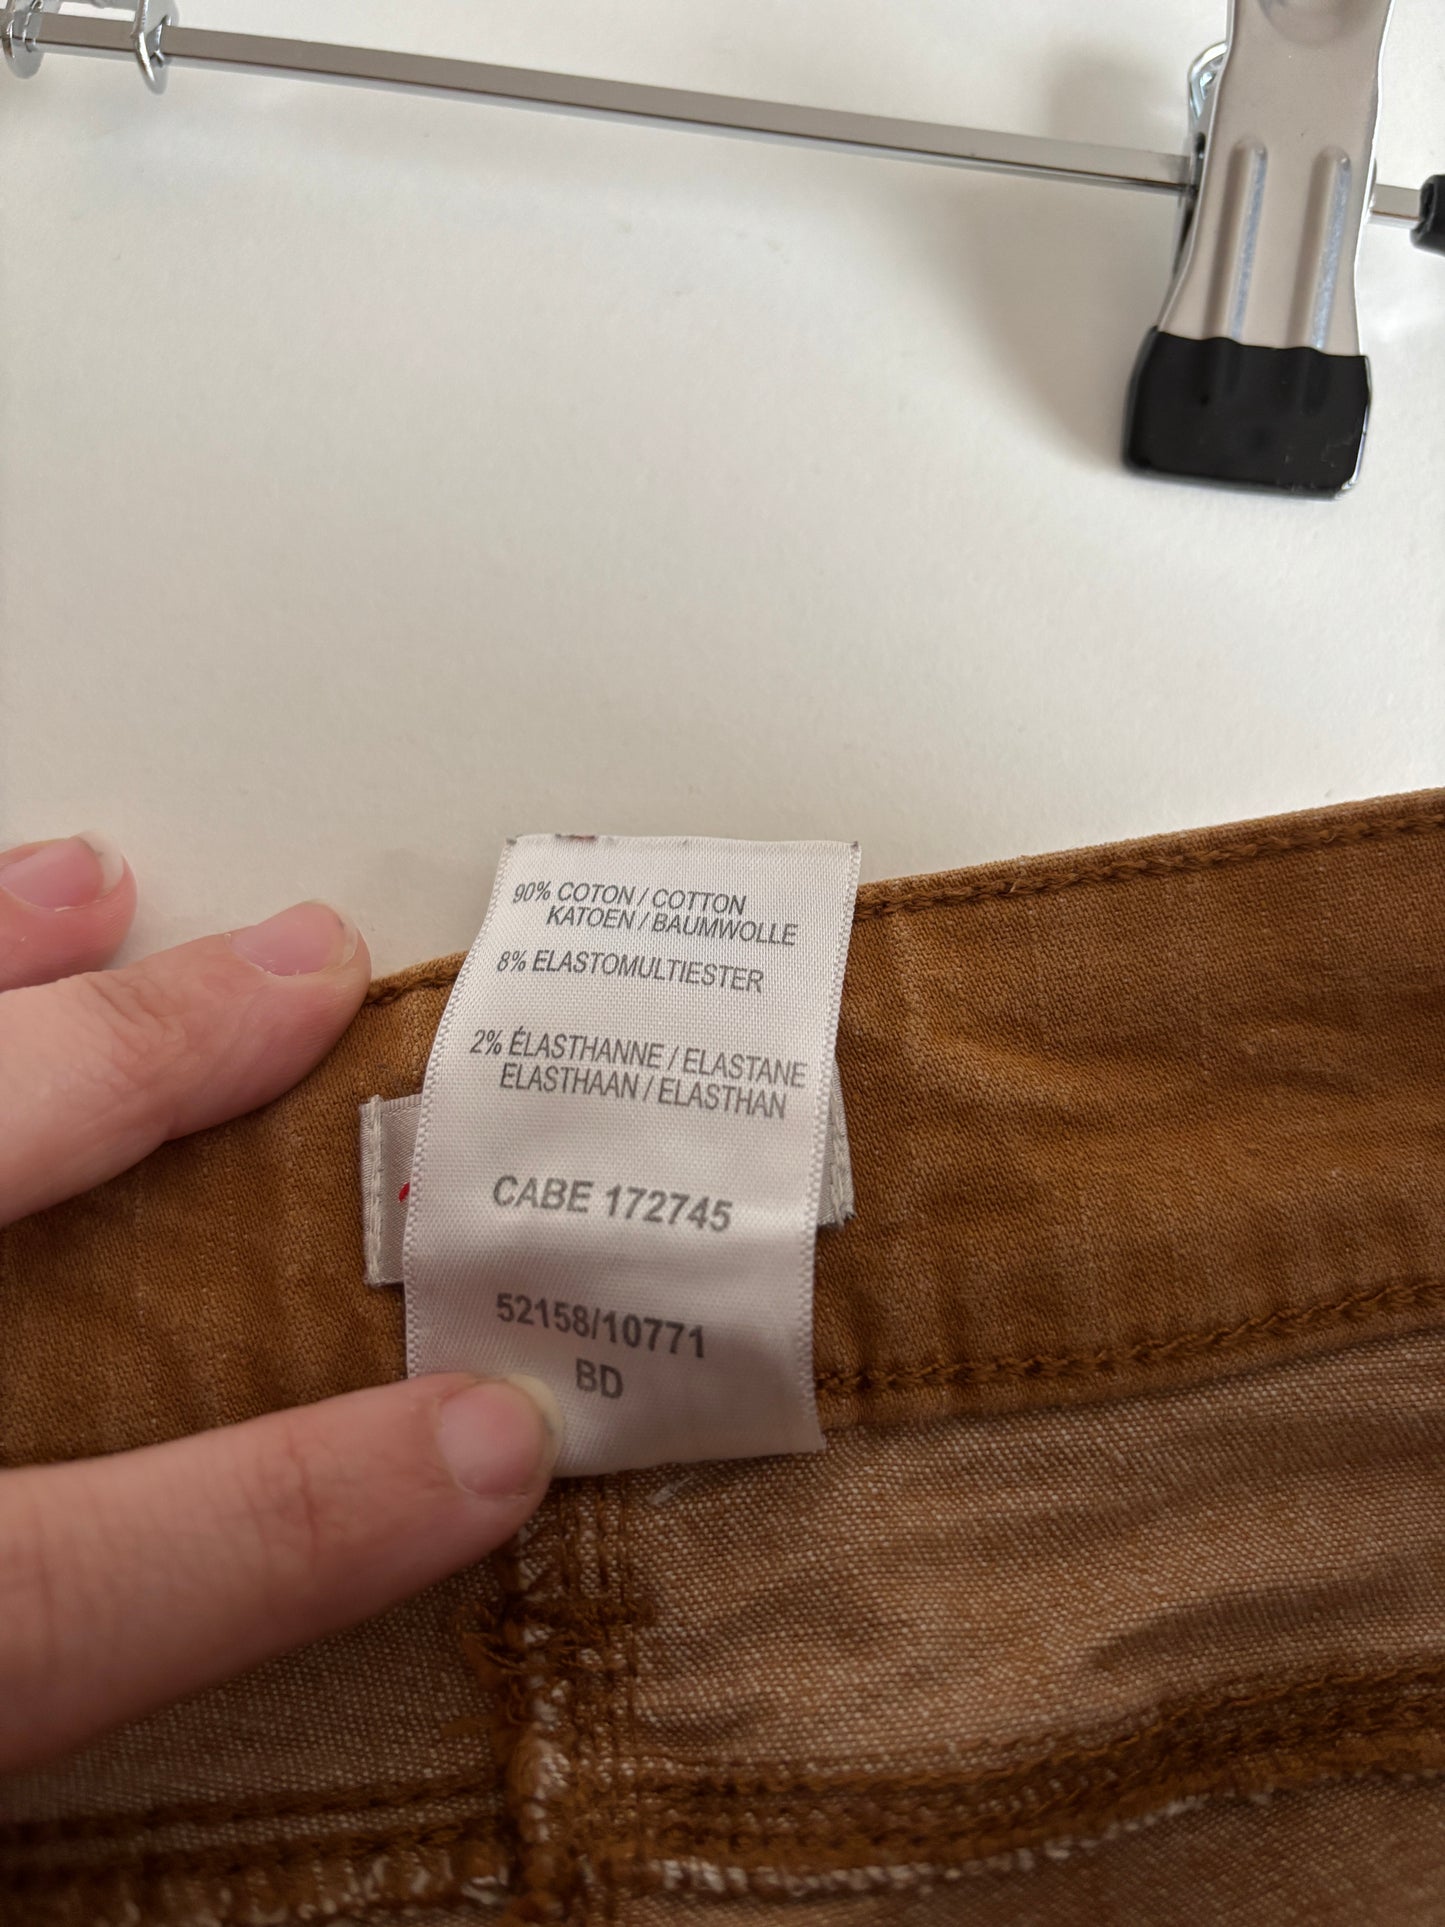 90% COTON / COTTON
KATOEN / BAUMWOLLE
8% ELASTOMULTIESTER
2% ÉLASTHANNE / ELASTANE
ELASTHAAN / ELASTHAN
CABE 172745
52158/10771
BD